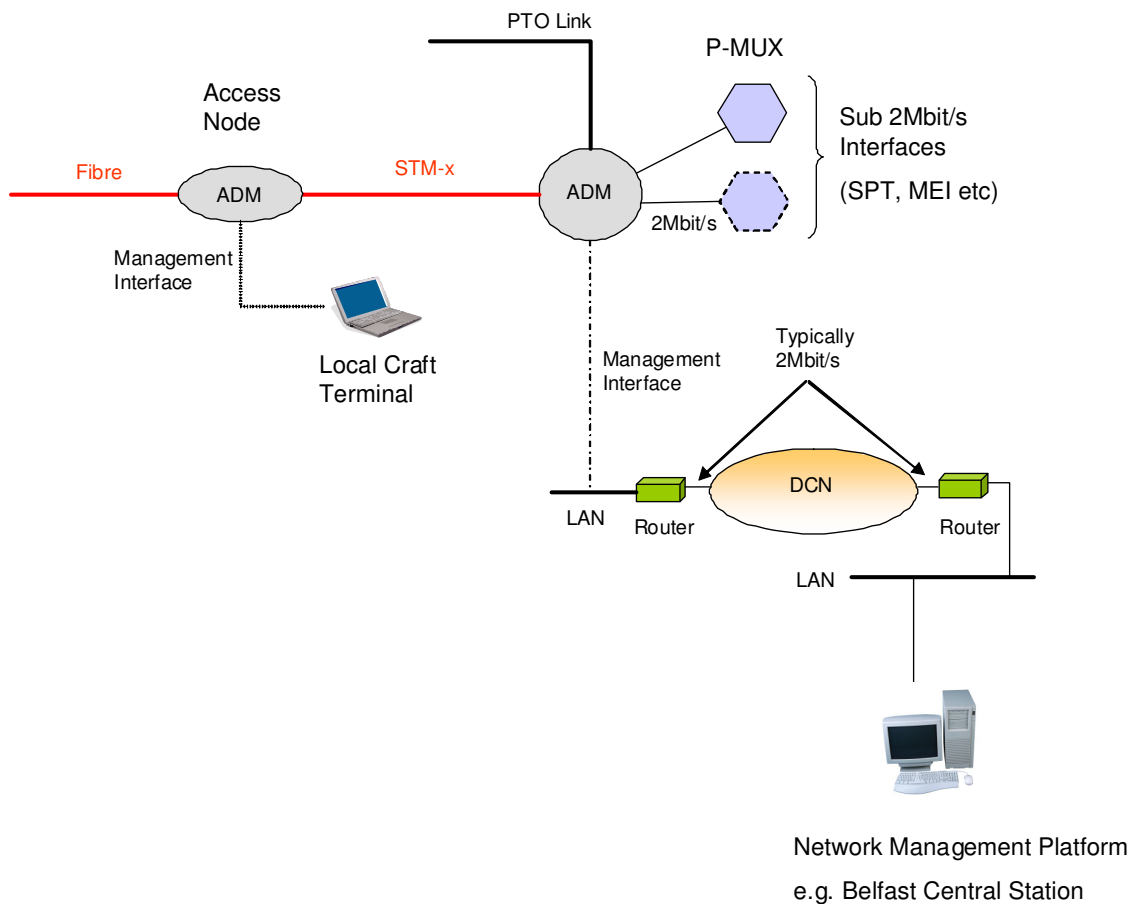 PTO Link
P-MUX
Access
Node
Sub 2Mbit/s
Interfaces
(SPT, MEI etc)
Fibre
STM-x
ADM
ADM
2Mbit/s
Management
Interface
Local Craft
Terminal
Typically
2Mbit/s
Management
Interface
DCN
LAN
Router
Router
LAN
Network Management Platform
e.g. Belfast Central Station